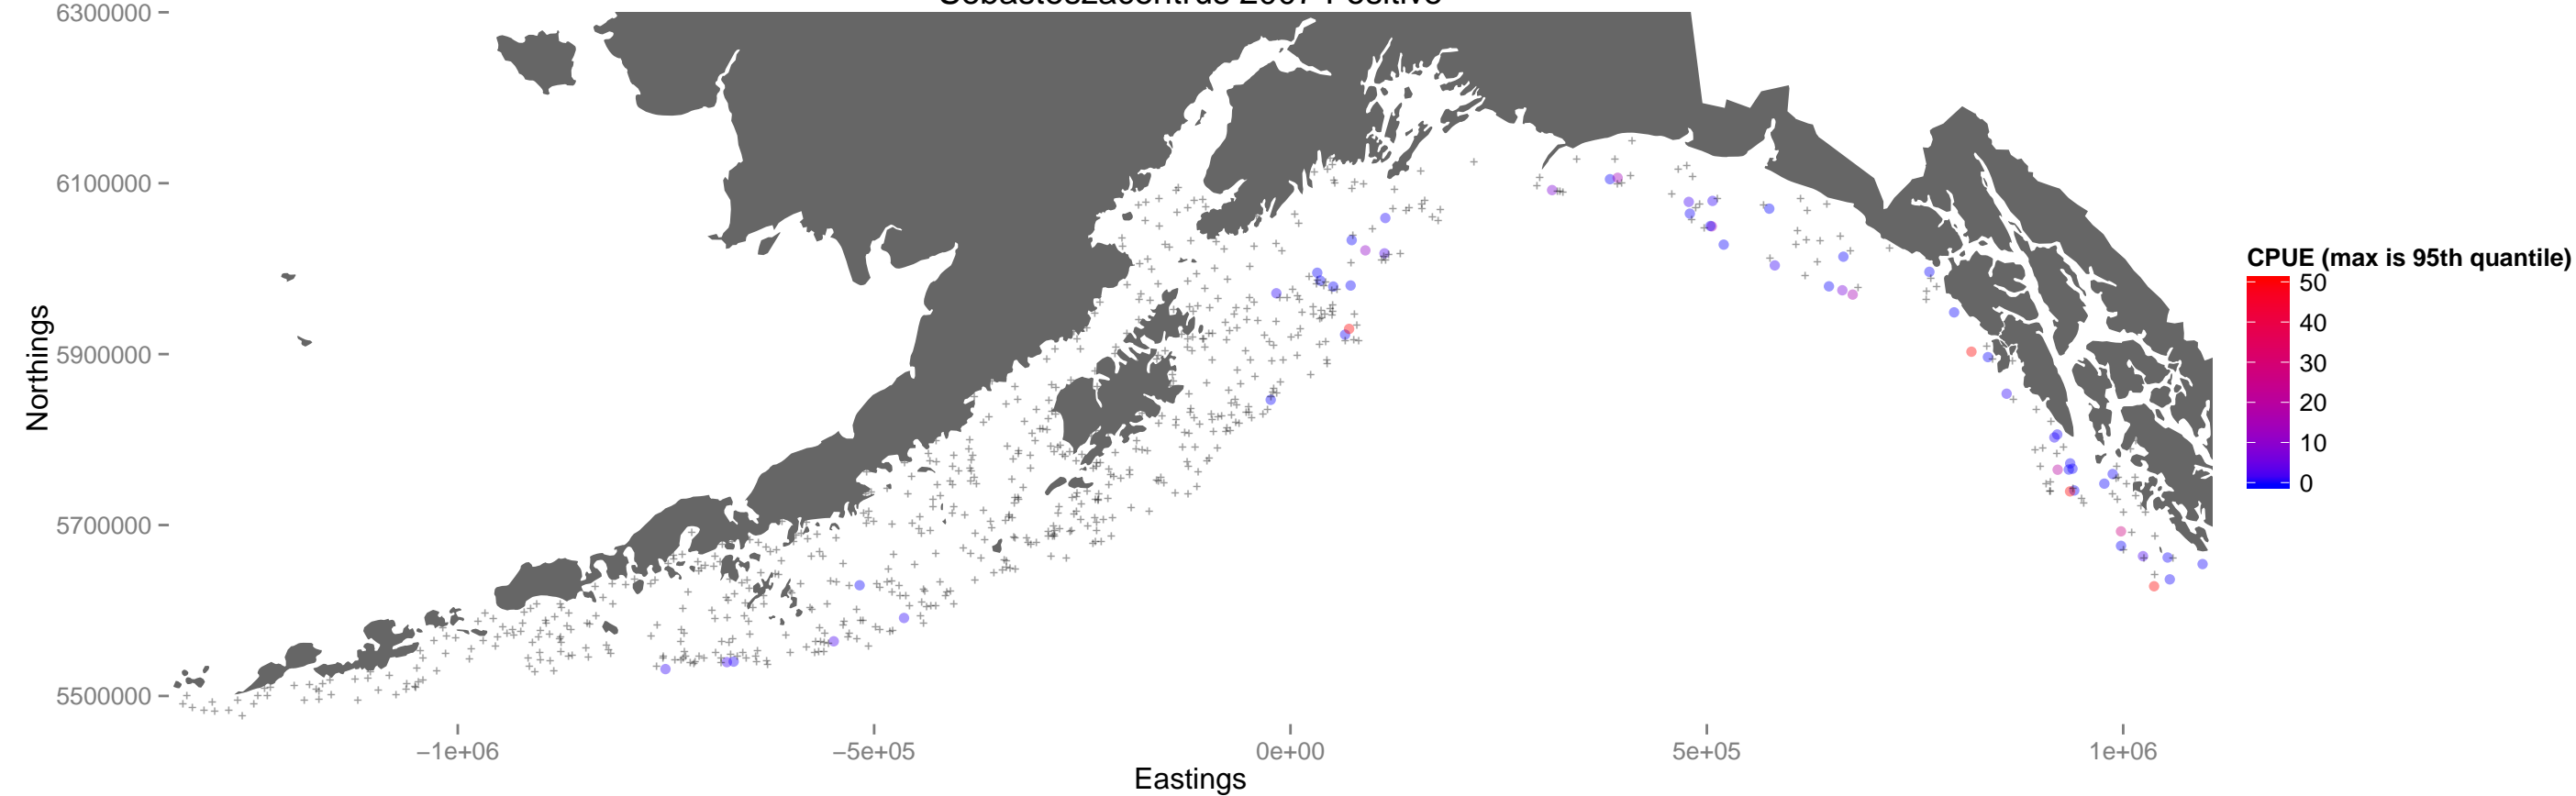 6300000
6100000
5900000
5700000
5500000
Northings
−1e+06
−5e+05
0e+00
5e+05
1e+06
Eastings
CPUE (max is 95th quantile)
50
40
30
20
10
0